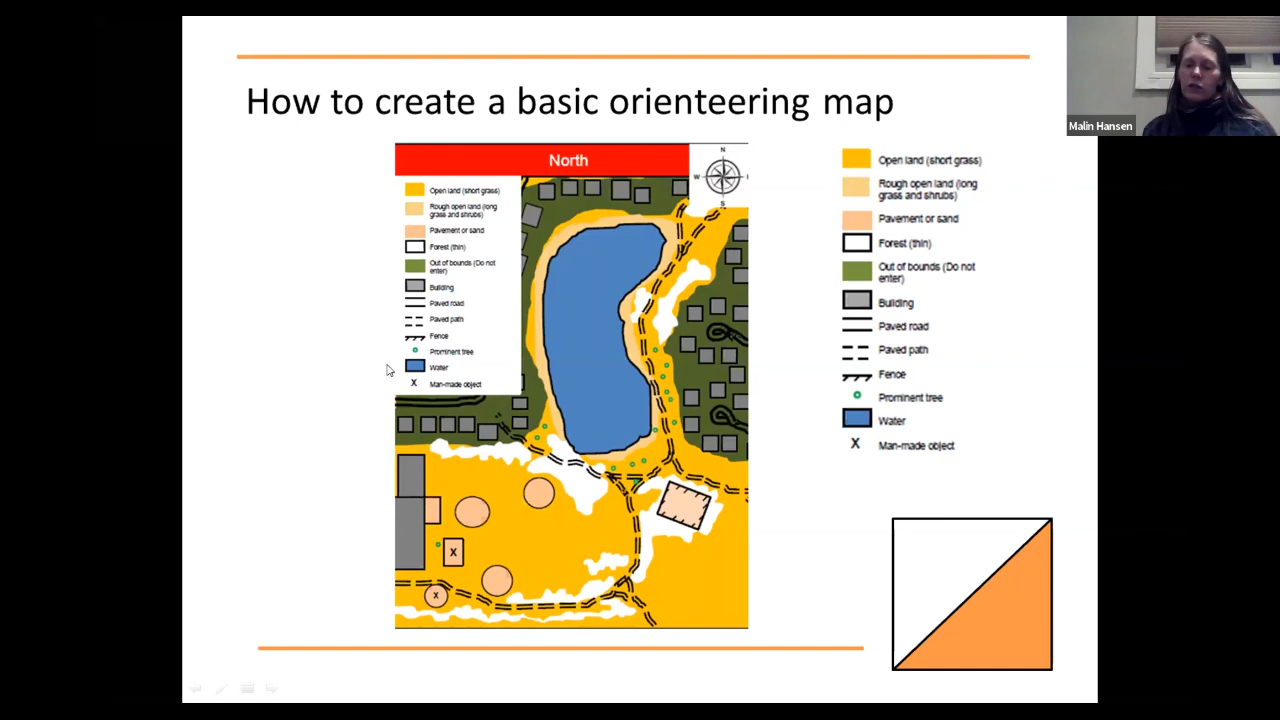 How to create a basic orienteering map
Malin Hansen
North
N
W
S
Open land (short grass)
Rough open land (long
grass and shrubs)
Pavement or sand
Forest (thin)
Out of bounds (Do not
enter)
Building
Paved road
Paved path
Fence
Prominent tree
Water
X Man-made object
X
X
Open land (short grass)
Rough open land (long
grass and shrubs)
Pavement or sand
Forest (thin)
Out of bounds (Do not
enter)
Building
Paved road
Paved path
Fence
Prominent tree
Water
X Man-made object